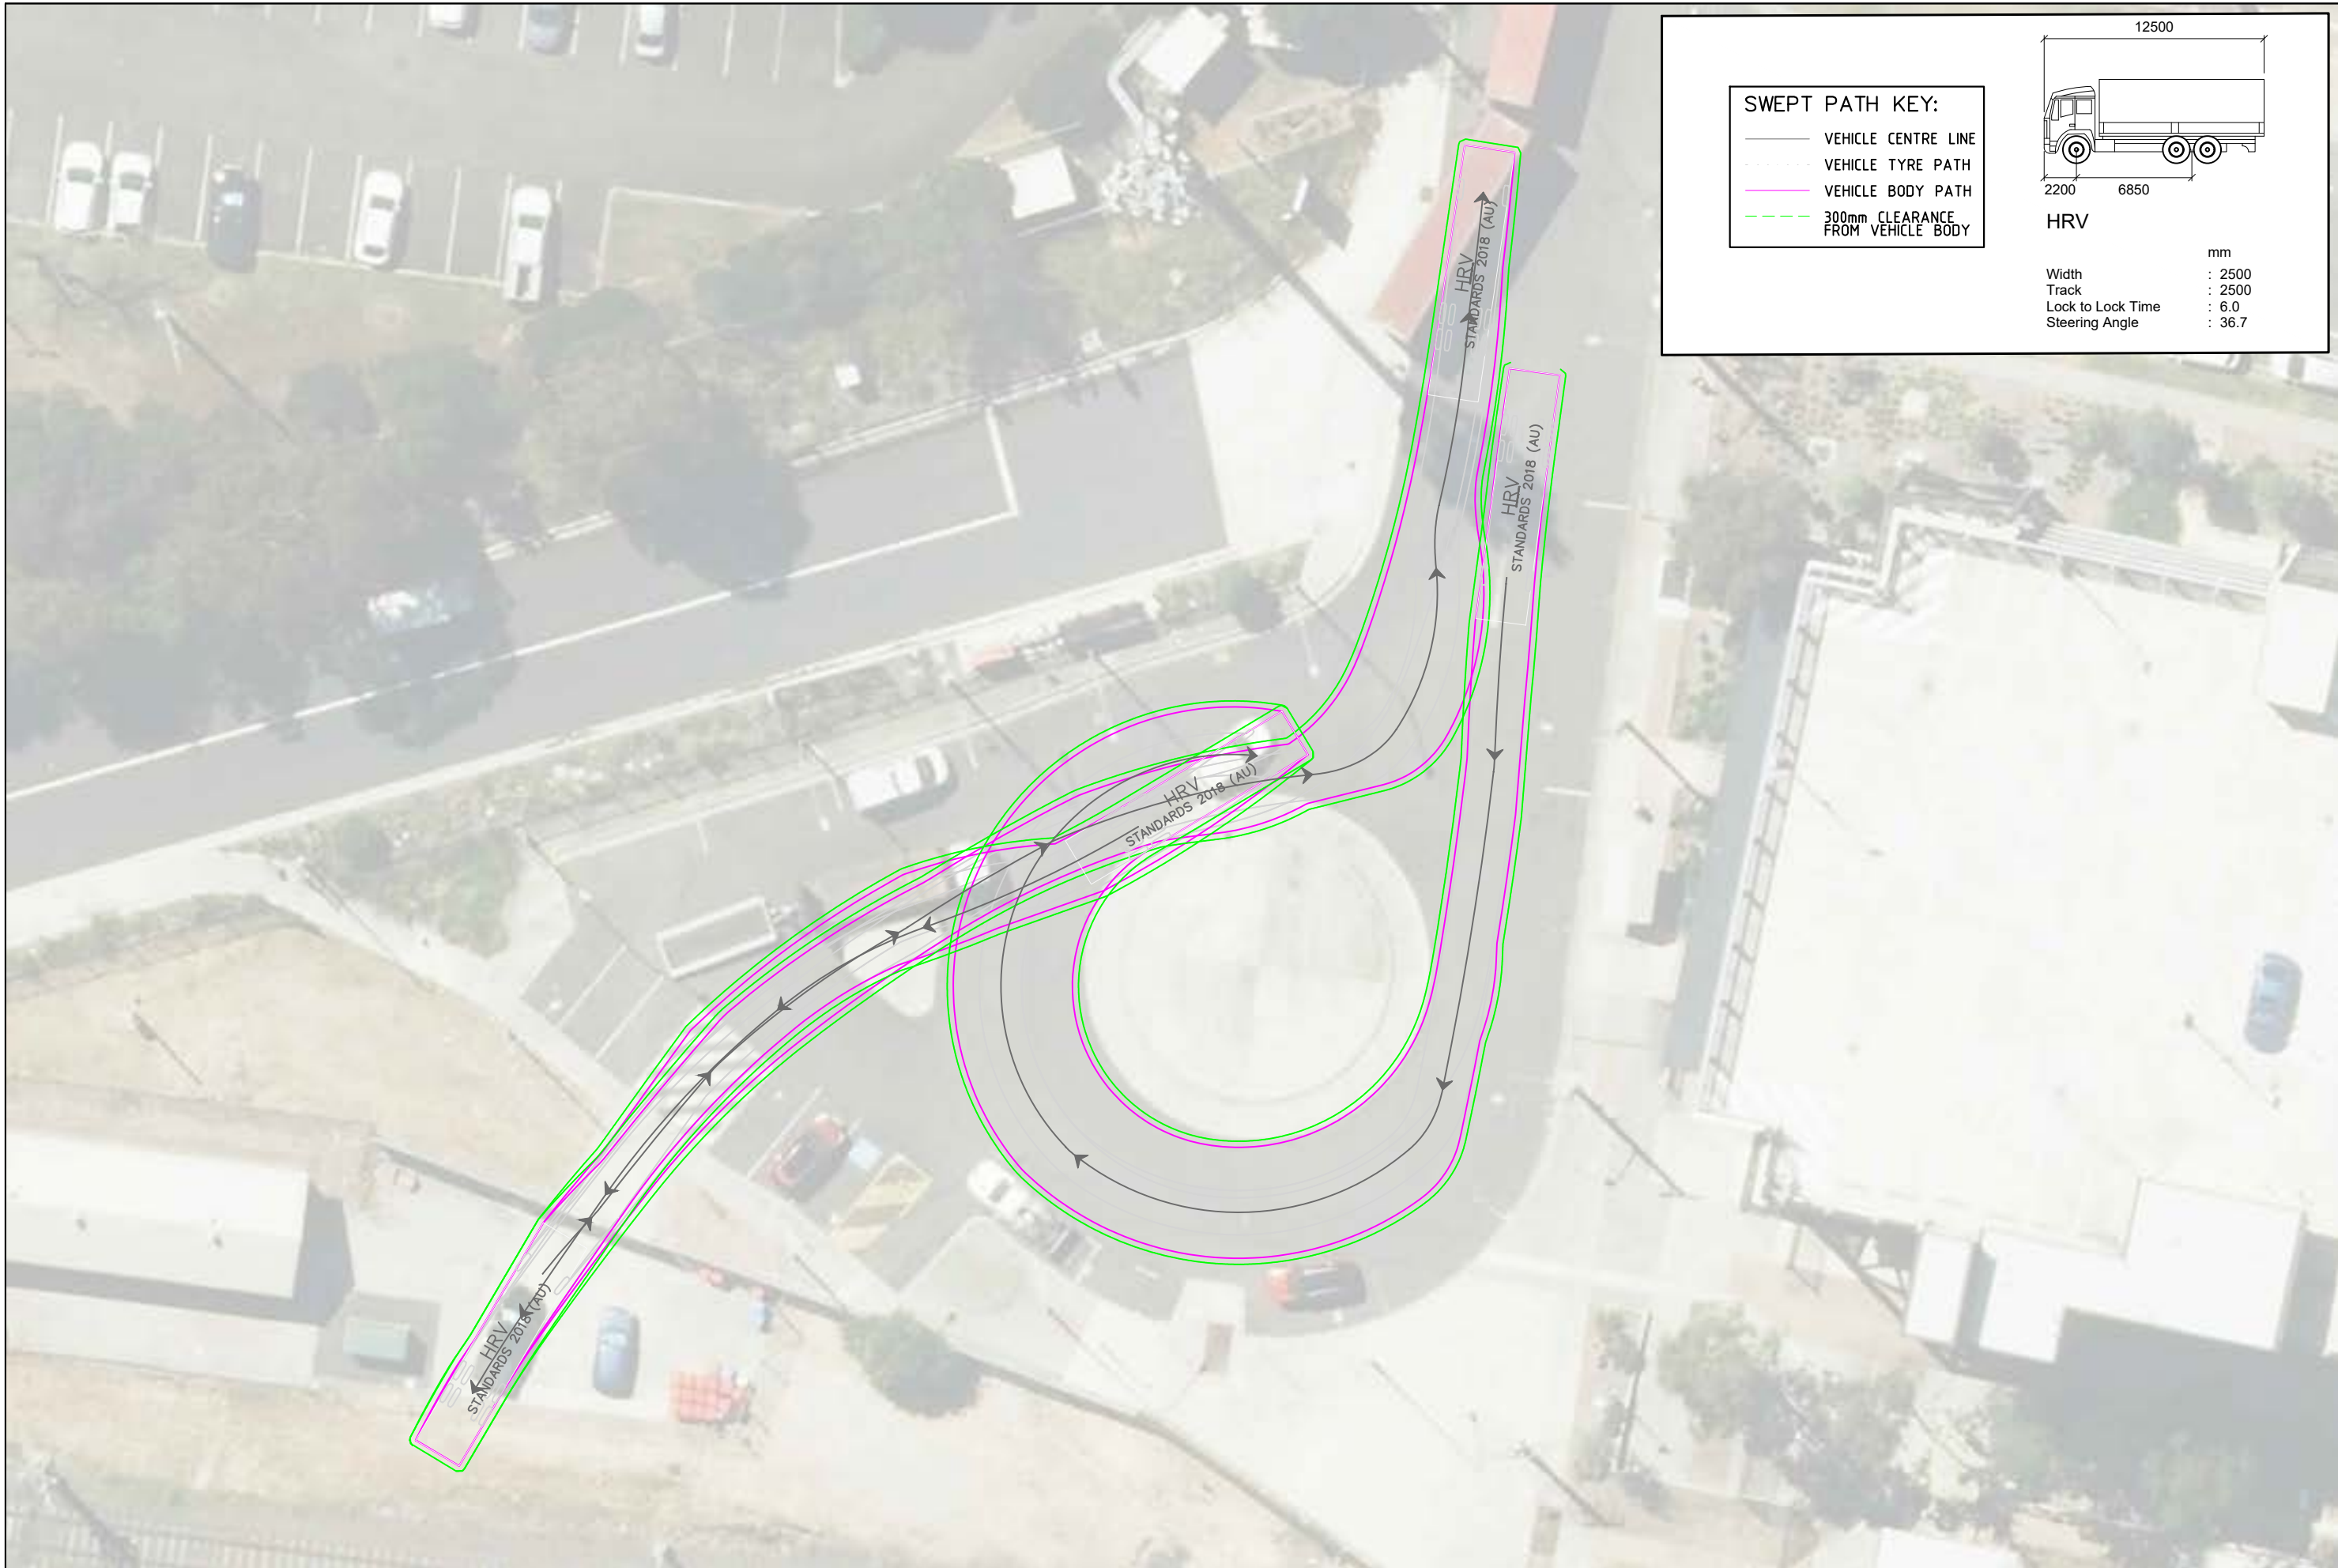 SWEPT PATH KEY:
VEHICLE CENTRE LINE
VEHICLE TYRE PATH
VEHICLE BODY PATH
300mm CLEARANCE
FROM VEHICLE BODY
12500
2200
6850
HRV
mm
Width : 2500
Track : 2500
Lock to Lock Time : 6.0
Steering Angle : 36.7
HRV
STANDARDS 2018 (AU)
HRV
STANDARDS 2018 (AU)
HRV
STANDARDS 2018 (AU)
HRV
STANDARDS 2018 (AU)